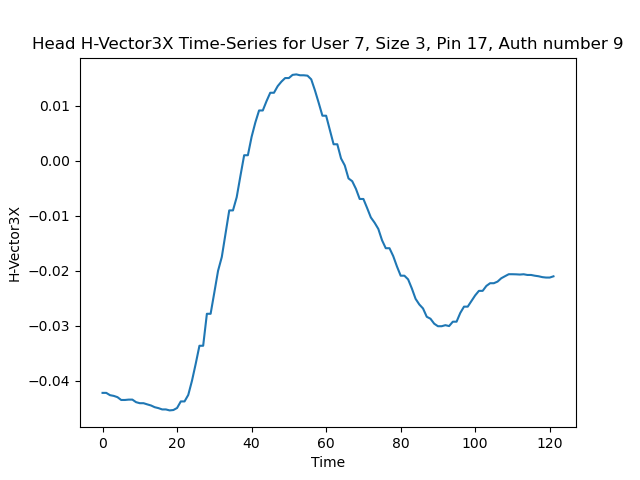 Head H-Vector3X Time-Series for User 7, Size 3, Pin 17, Auth number 9
H-Vector3X
0.01
0.00
−0.01
−0.02
−0.03
−0.04
0 20 40 60 80 100 120
Time